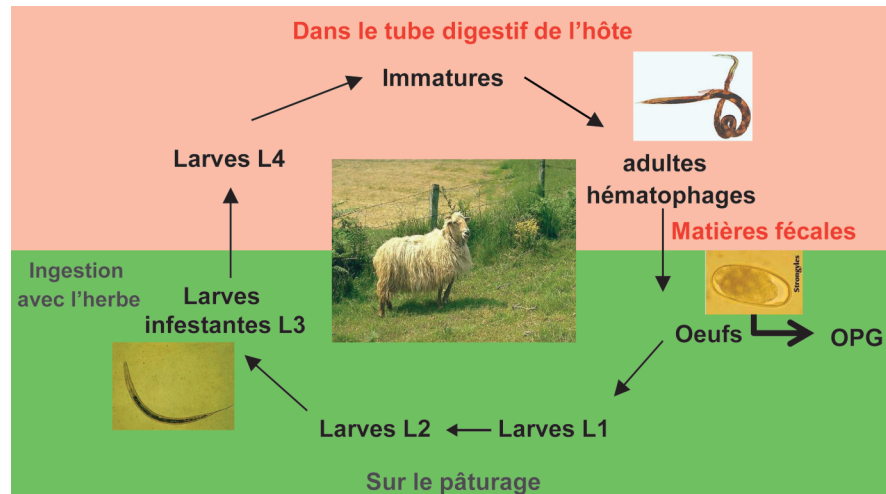 Dans le tube digestif de l'hôte
Immatures
Larves L4
adultes
hématophages
Matières fécales
Ingestion
avec l'herbe
Larves
infestantes L3
Strongyles
Oeufs
OPG
Larves L2
Larves L1
Sur le pâturage